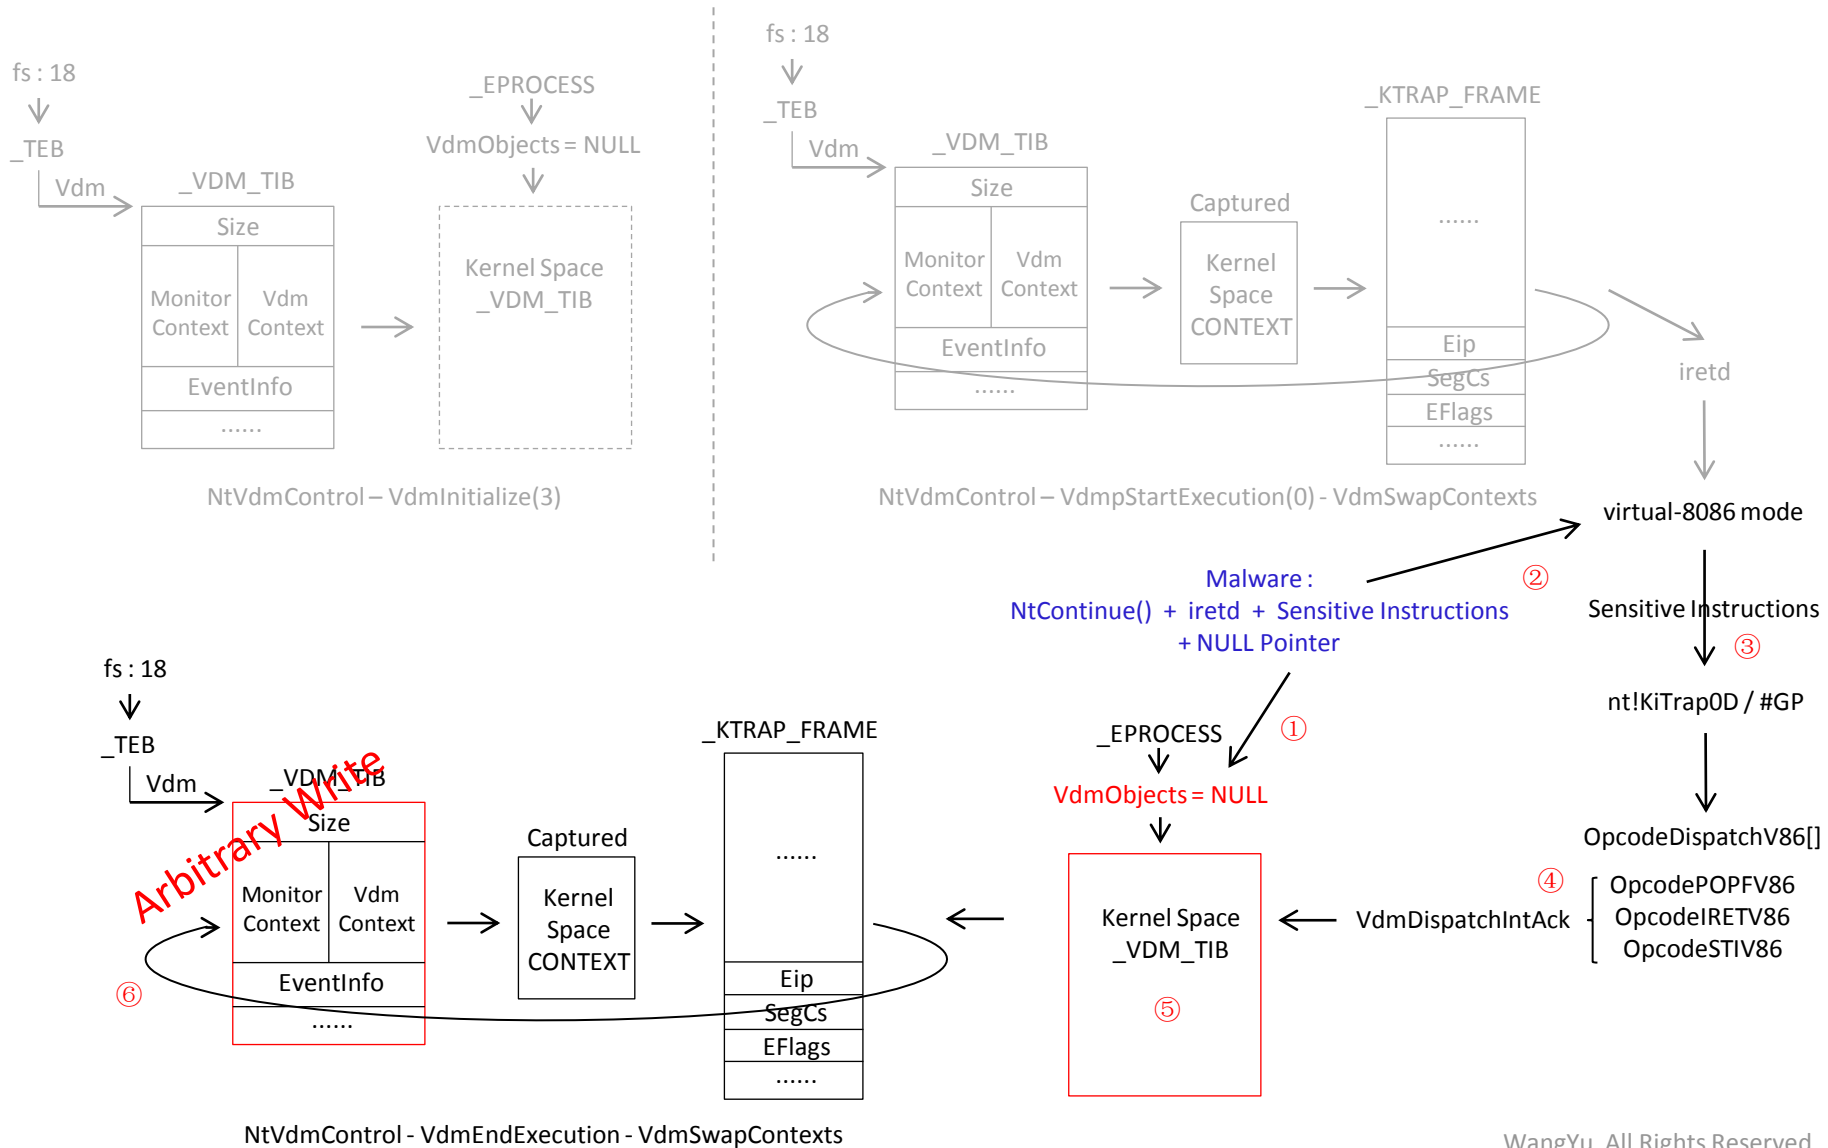 fs : 18
_TEB
Vdm
_VDM_TIB
Size
Monitor
Context
Vdm
Context
EventInfo
......
_EPROCESS
VdmObjects = NULL
Kernel Space
_VDM_TIB
NtVdmControl – VdmInitialize(3)
fs : 18
_TEB
Vdm
_VDM_TIB
Size
Monitor
Context
Vdm
Context
EventInfo
......
Captured
Kernel
Space
CONTEXT
_KTRAP_FRAME
......
Eip
SegCs
EFlags
......
iretd
NtVdmControl – VdmpStartExecution(0) - VdmSwapContexts
virtual-8086 mode
Malware :
NtContinue() + iretd + Sensitive Instructions
+ NULL Pointer
②
Sensitive Instructions
③
nt!KiTrap0D / #GP
①
_EPROCESS
VdmObjects = NULL
OpcodeDispatchV86[]
④
OpcodePOPFV86
OpcodeIRETV86
OpcodeSTIV86
VdmDispatchIntAck
Kernel Space
_VDM_TIB
⑤
fs : 18
_TEB
Vdm
_VDM_TIB
Arbitrary Write
Size
Monitor
Context
Vdm
Context
EventInfo
......
⑥
Captured
Kernel
Space
CONTEXT
_KTRAP_FRAME
......
Eip
SegCs
EFlags
......
NtVdmControl - VdmEndExecution - VdmSwapContexts
WangYu, All Rights Reserved